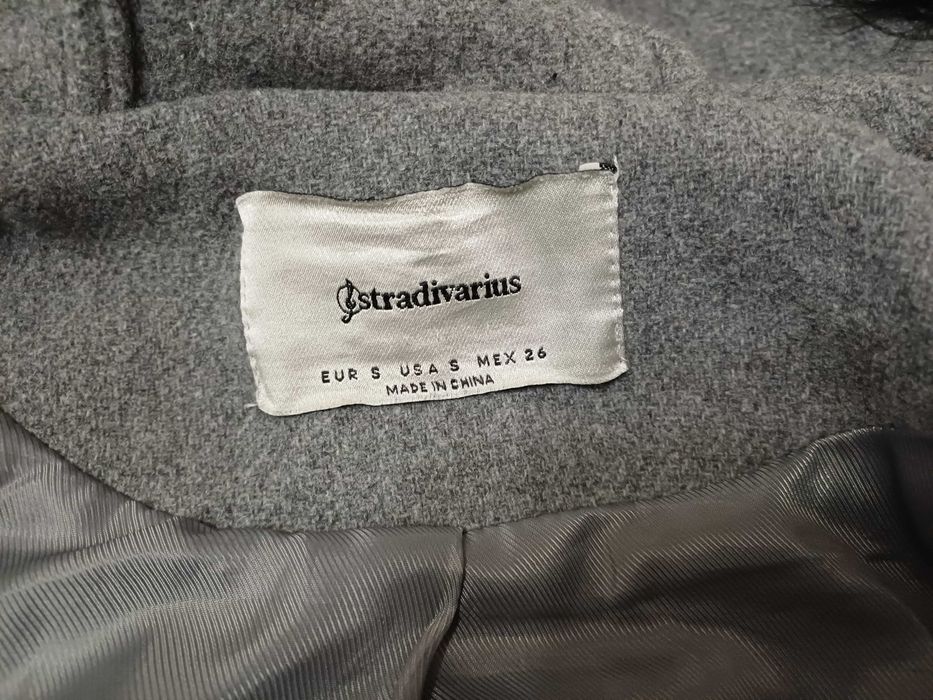 stradivarius
EUR S USA S MEX 26
MADE IN CHINA